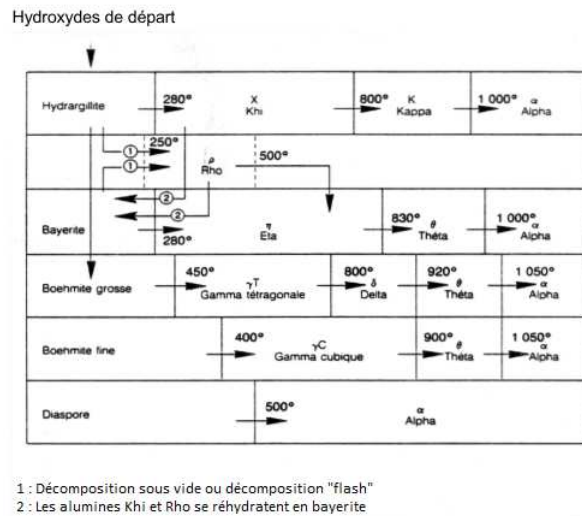 Hydroxydes de départ
Hydrargillite 280° X Khi 800° K Kappa 1 000° α Alpha
① 250°
① ρ Rho 500°
②
②
Bayerite 280° η Eta 830° θ Théta 1 000° α Alpha
Boehmite grosse 450° γT Gamma tétragonale 800° δ Delta 920° θ Théta 1 050° α Alpha
Boehmite fine 400° γC Gamma cubique 900° θ Théta 1 050° α Alpha
Diaspore 500° α Alpha
1 : Décomposition sous vide ou décomposition "flash"
2 : Les alumines Khi et Rho se réhydratent en bayerite